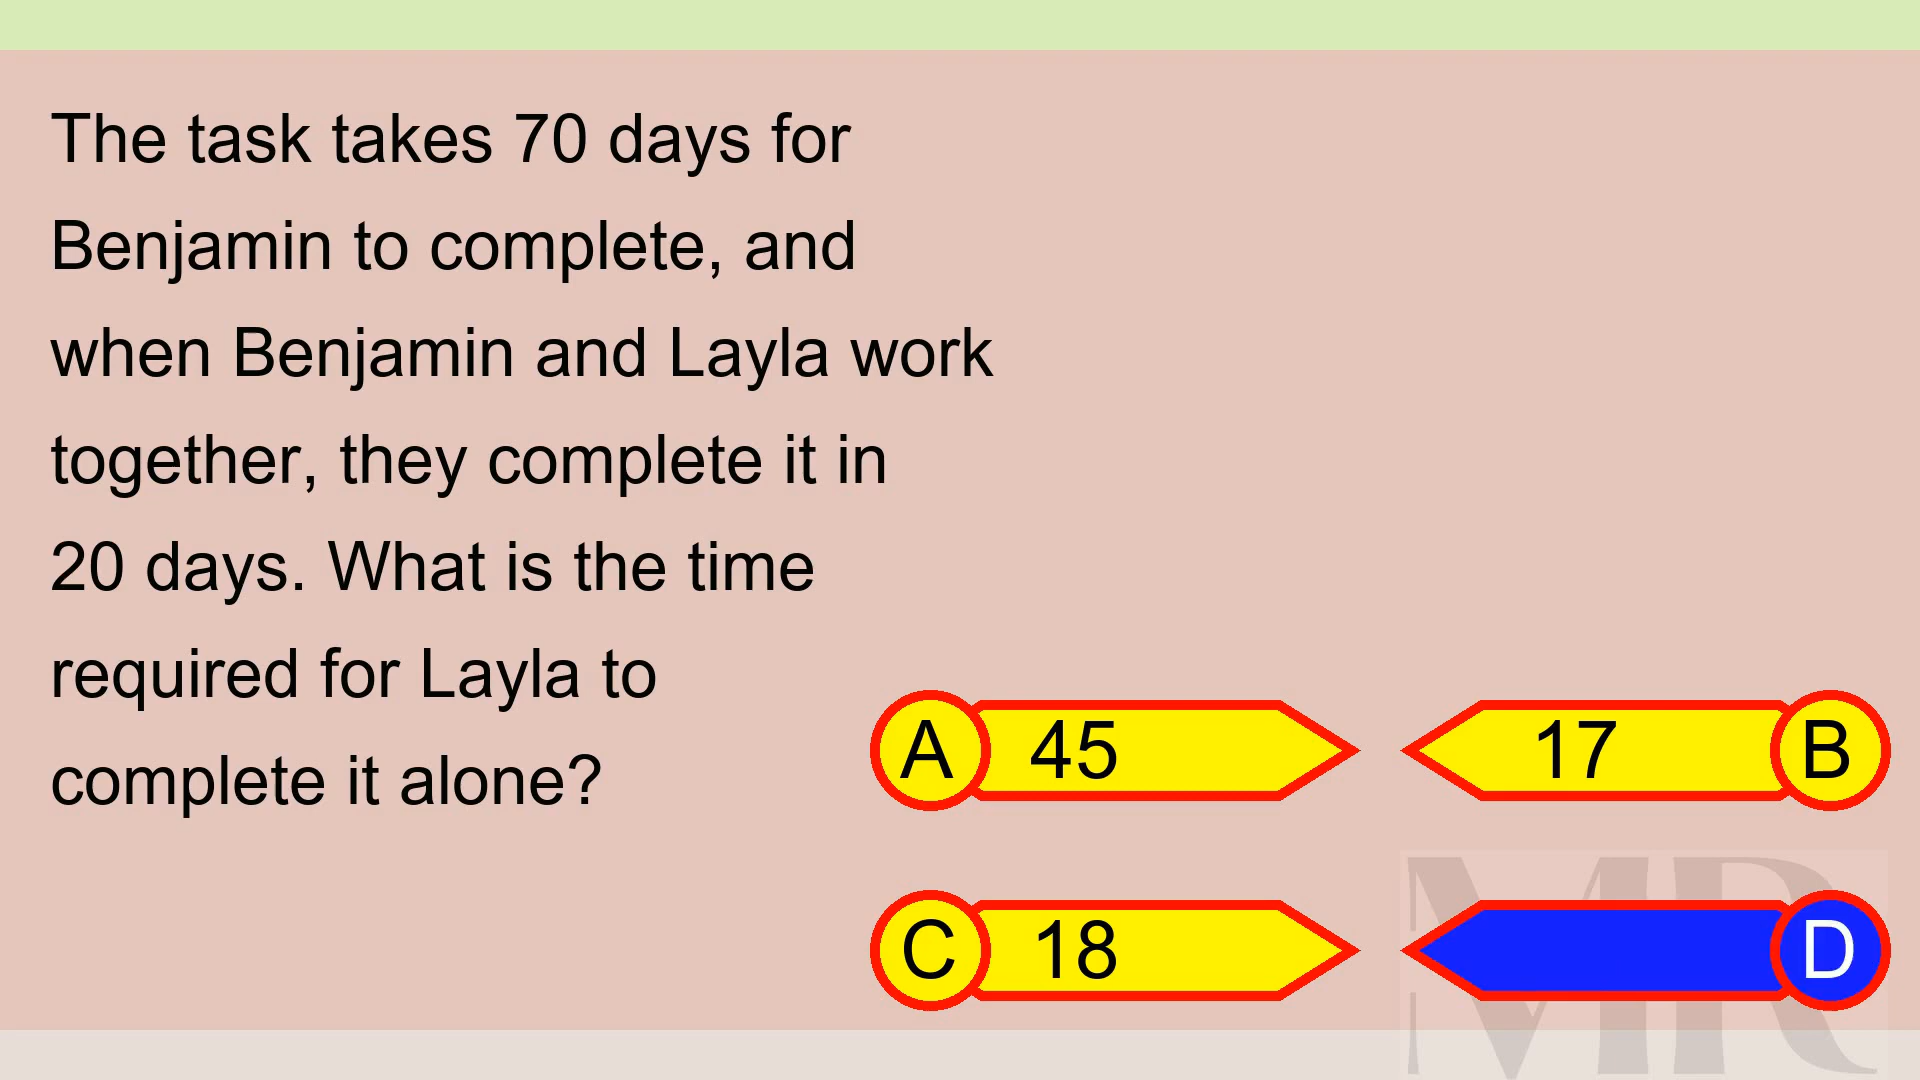 The task takes 70 days for
Benjamin to complete, and
when Benjamin and Layla work
together, they complete it in
20 days. What is the time
required for Layla to
complete it alone?
A 45
17 B
C 18
D
MR